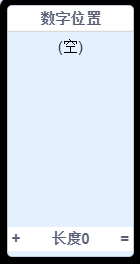 数字位置
(空)
+ 长度0 =